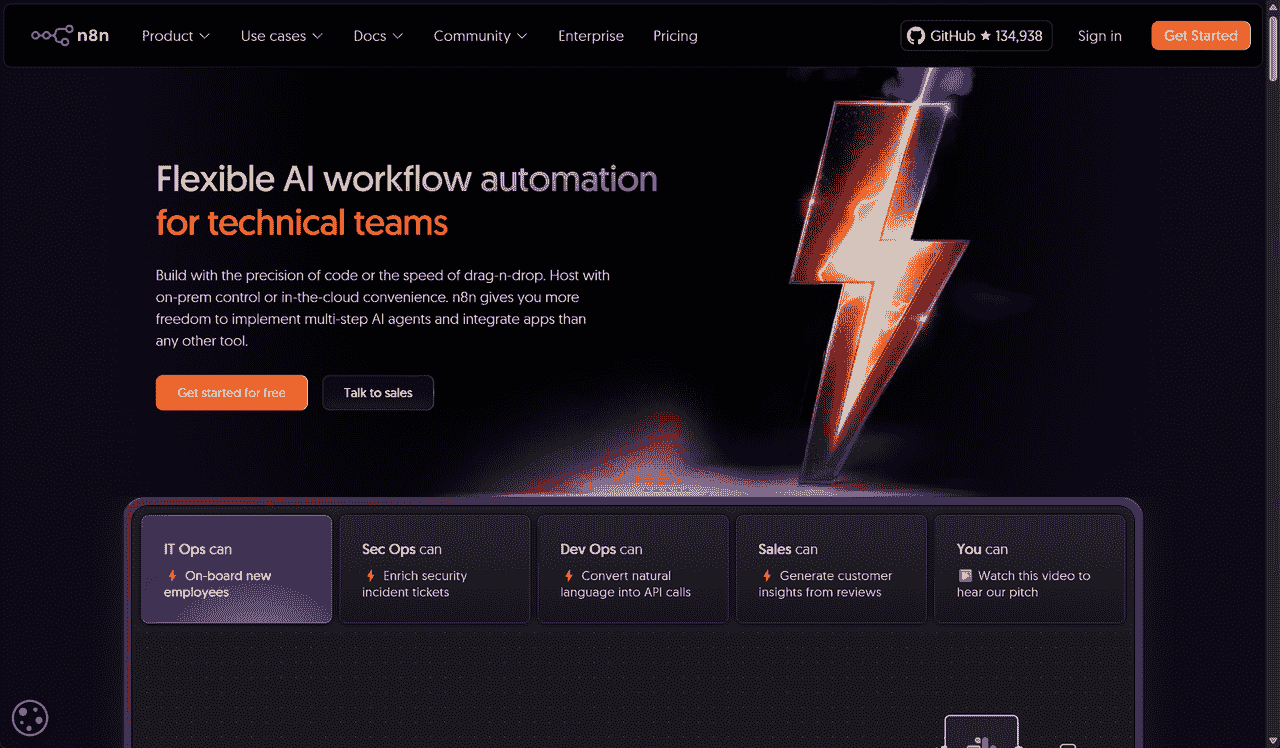 n8n
Product
Use cases
Docs
Community
Enterprise
Pricing
GitHub ★ 134,938
Sign in
Get Started
Flexible AI workflow automation
for technical teams
Build with the precision of code or the speed of drag-n-drop. Host with
on-prem control or in-the-cloud convenience. n8n gives you more
freedom to implement multi-step AI agents and integrate apps than
any other tool.
Get started for free
Talk to sales
IT Ops can
On-board new
employees
Sec Ops can
Enrich security
incident tickets
Dev Ops can
Convert natural
language into API calls
Sales can
Generate customer
insights from reviews
You can
Watch this video to
hear our pitch